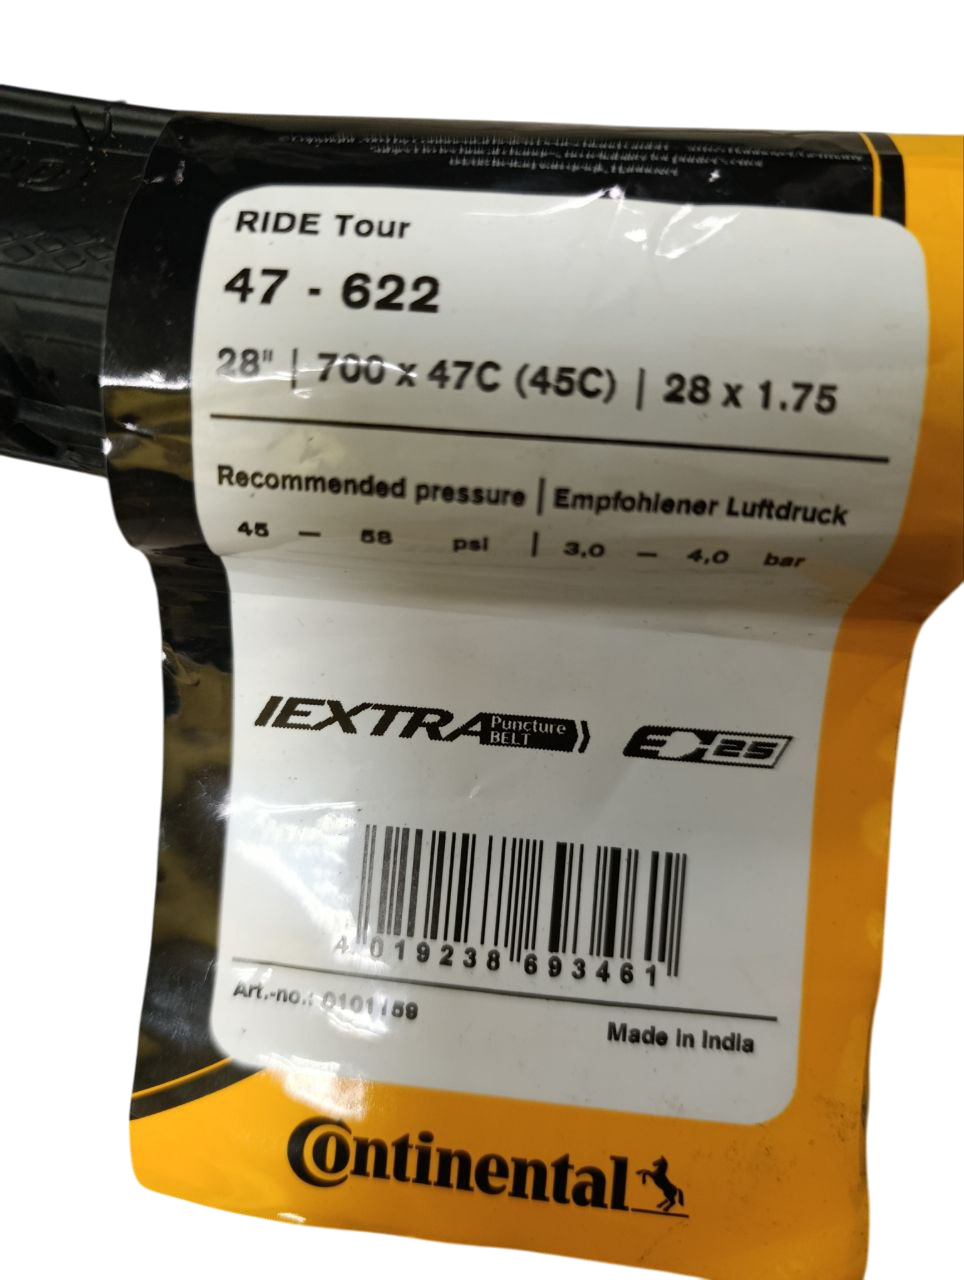 RIDE Tour
47 - 622
28" | 700 x 47C (45C) | 28 x 1.75
Recommended pressure | Empfohlener Luftdruck
45 — 58 psi | 3,0 — 4,0 bar
EXTRA Puncture BELT
E 25
4 019238 693461
Art.-no.: 0101159
Made in India
Continental